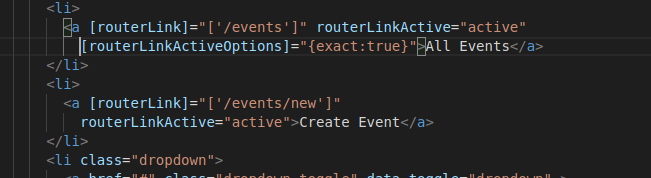 <li>
<a [routerLink]="['/events']" routerLinkActive="active"
[routerLinkActiveOptions]="{exact:true}">All Events</a>
</li>
<li>
<a [routerLink]="['/events/new']"
routerLinkActive="active">Create Event</a>
</li>
<li class="dropdown">
<a href="#" class="dropdown-toggle" data-toggle="dropdown" >